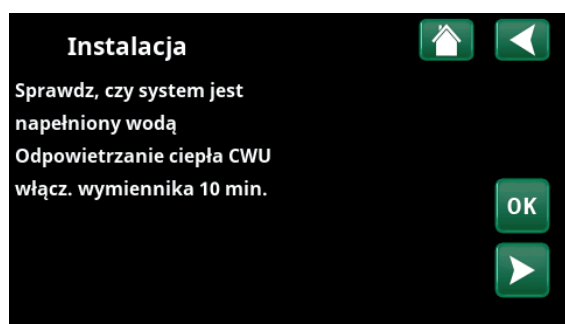 Instalacja
Sprawdz, czy system jest
napełniony wodą
Odpowietrzanie ciepła CWU
włącz. wymiennika 10 min.
OK